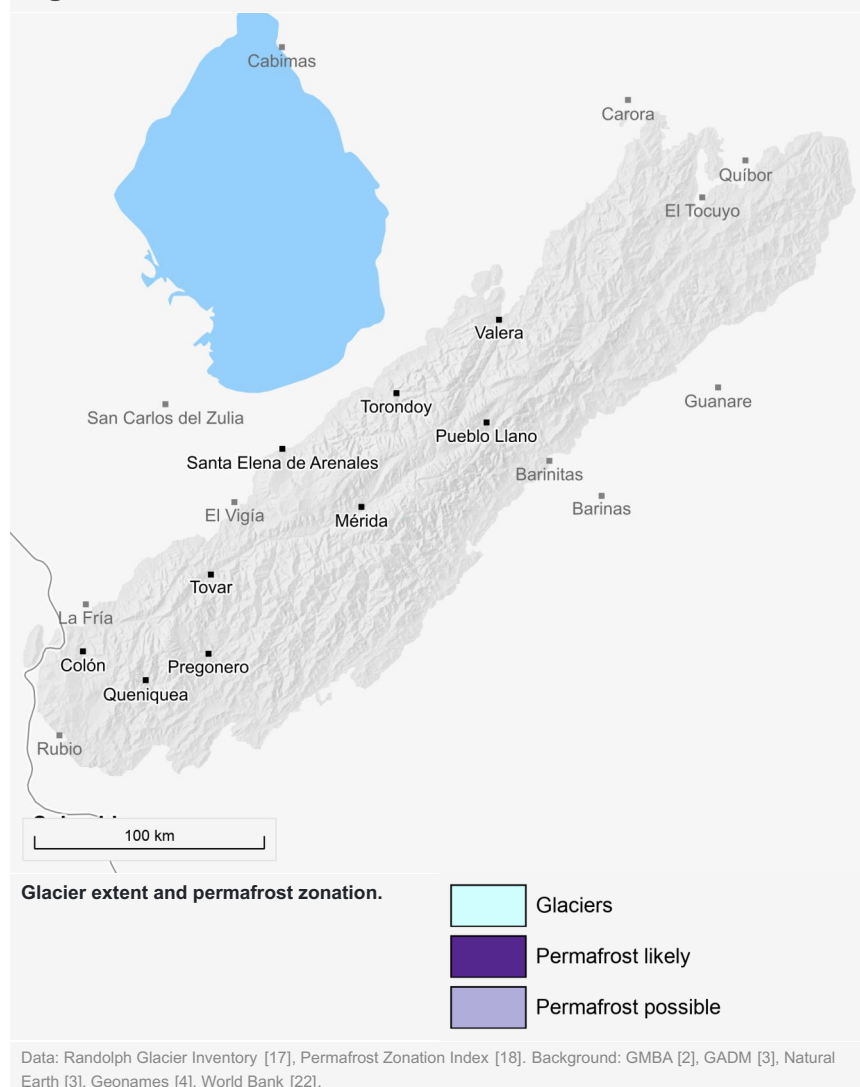 Cabimas
Carora
Quíbor
El Tocuyo
Valera
Guanare
Torondoy
San Carlos del Zulia
Pueblo Llano
Santa Elena de Arenales
Barinitas
El Vigía
Mérida
Barinas
Tovar
La Fría
Colón
Pregonero
Queniquea
Rubio
100 km
Glacier extent and permafrost zonation.
Glaciers
Permafrost likely
Permafrost possible
Data: Randolph Glacier Inventory [17], Permafrost Zonation Index [18]. Background: GMBA [2], GADM [3], Natural
Earth [3], Geonames [4], World Bank [22].